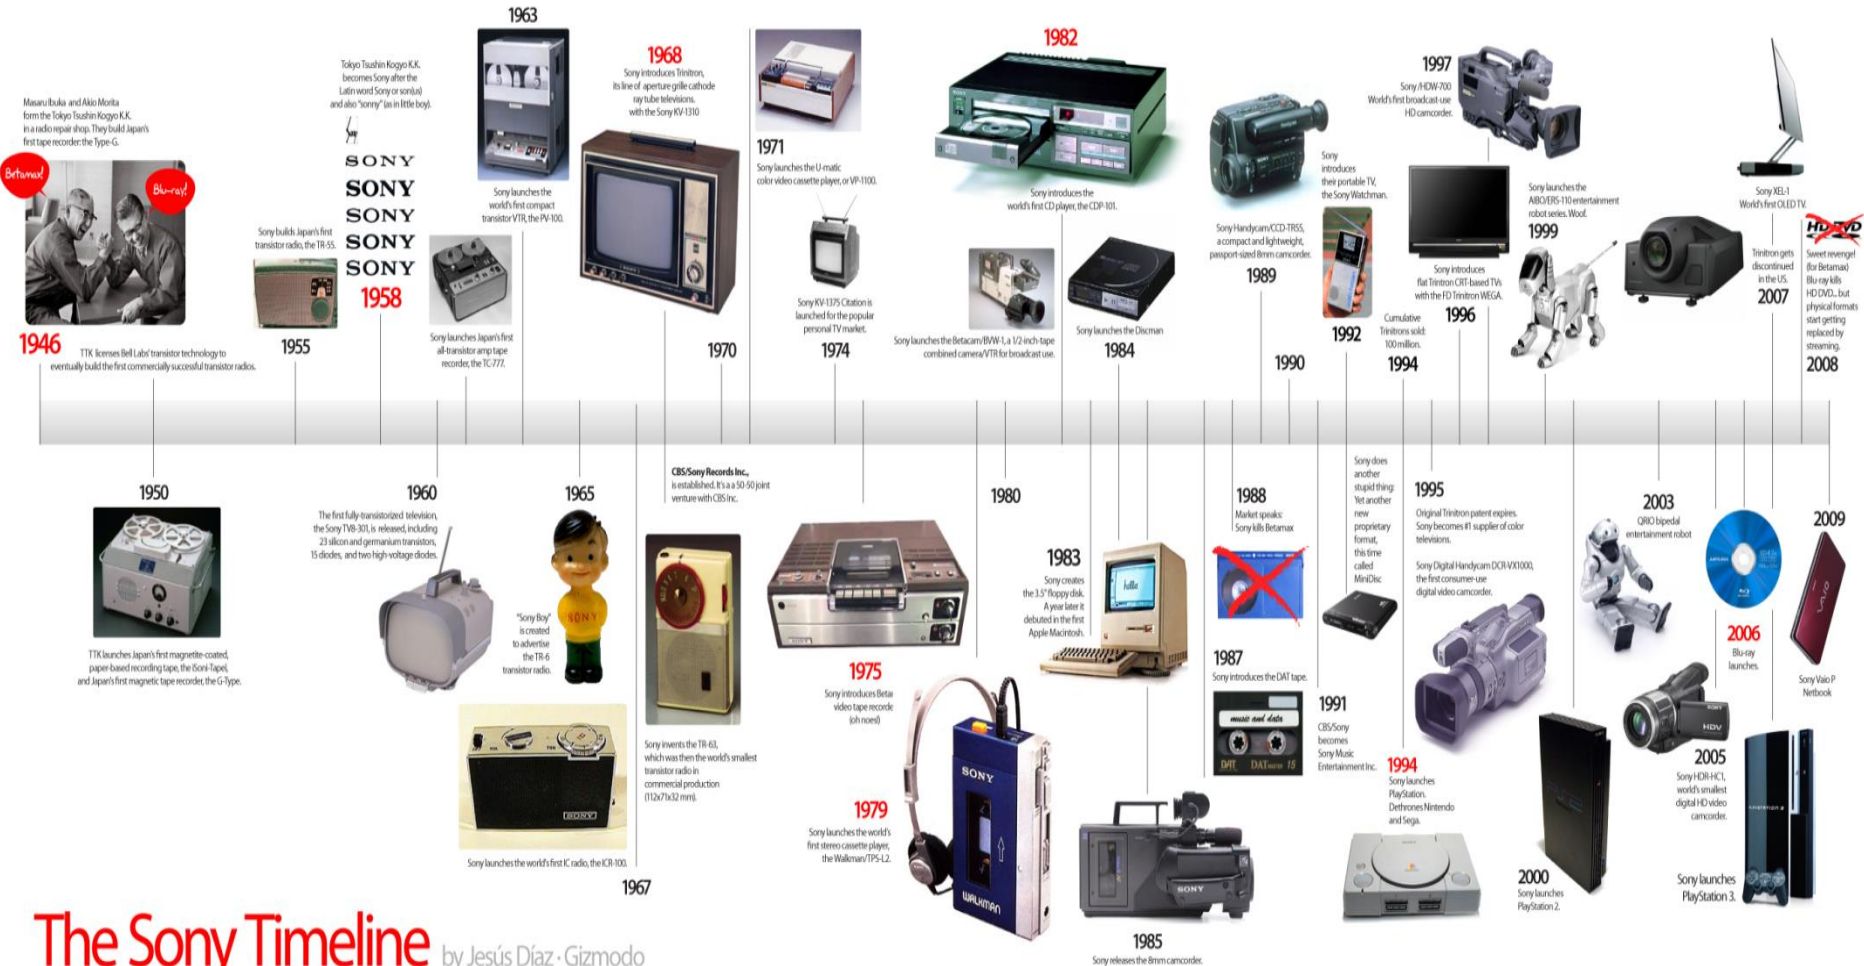 Masaru Ibuka and Akio Morita
form the Tokyo Tsushin Kogyo K.K.
in a radio repair shop. They build Japan's
first tape recorder: the Type-G.
Betamax!
Blu-ray!
1946
TTK licenses Bell Labs' transistor technology to
eventually build the first commercially successful transistor radios.
Sony builds Japan's first
transistor radio, the TR-55.
1955
Tokyo Tsushin Kogyo K.K.
becomes Sony after the
Latin word Sony or son(us)
and also "sonny" (as in little boy).
SONY
SONY
SONY
SONY
SONY
1958
Sony launches Japan's first
all-transistor amp tape
recorder, the TC-777.
1963
Sony launches the
world's first compact
transistor VTR, the PV-100.
1968
Sony introduces Trinitron,
its line of aperture grille cathode
ray tube televisions.
with the Sony KV-1310
1970
1971
Sony launches the U-matic
color video cassette player, or VP-1100.
Sony KV-1375 Citation is
launched for the popular
personal TV market.
1974
1982
Sony introduces the
world's first CD player, the CDP-101.
Sony launches the Betacam/BVW-1, a 1/2-inch-tape
combined camera/VTR for broadcast use.
Sony launches the Discman
1984
Sony Handycam/CCD-TR55,
a compact and lightweight,
passport-sized 8mm camcorder.
1989
1990
Sony
introduces
their portable TV,
the Sony Watchman.
1992
Cumulative
Trinitrons sold:
100 million.
1994
1997
Sony /HDW-700
World's first broadcast-use
HD camcorder.
Sony introduces
flat Trintron CRT-based TVs
with the FD Trinitron WEGA.
1996
Sony launches the
AIBO/ERS-110 entertainment
robot series. Woof.
1999
Sony XEL-1
World's first OLED TV.
Trinitron gets
discontinued
in the US.
2007
HD DVD
Sweet revenge!
(for Betamax)
Blu-ray kills
HD DVD... but
physical formats
start getting
replaced by
streaming.
2008
1950
TTK launches Japan's first magnetite-coated,
paper-based recording tape, the (Soni-Tape),
and Japan's first magnetic tape recorder, the G-Type.
1960
The first fully-transistorized television,
the Sony TV8-301, is released, including
23 silicon and germanium transistors,
15 diodes, and two high-voltage diodes.
1965
"Sony Boy"
is created
to advertise
the TR-6
transistor radio.
SONY
SONY
Sony launches the world's first IC radio, the ICR-100.
1967
CBS/Sony Records Inc.,
is established. It's a a 50-50 joint
venture with CBS Inc.
Sony invents the TR-63,
which was then the world's smallest
transistor radio in
commercial production
(112x71x32 mm).
1975
Sony introduces Betar
video tape recorde
(oh noes!)
1979
Sony launches the world's
first stereo cassette player,
the Walkman/TPS-L2.
SONY
WALKMAN
1980
1983
Sony creates
the 3.5" floppy disk.
A year later it
debuted in the first
Apple Macintosh.
hello
SONY
1985
Sony releases the 8mm camcorder.
1988
Market speaks:
Sony kills Betamax
1987
Sony introduces the DAT tape.
music and data
DAT
DAT
15
1991
CBS/Sony
becomes
Sony Music
Entertainment Inc.
Sony does
another
stupid thing:
Yet another
new
proprietary
format,
this time
called
MiniDisc
1995
Original Trinitron patent expires.
Sony becomes #1 supplier of color
televisions.
Sony Digital Handycam DCR-VX1000,
the first consumer-use
digital video camcorder.
1994
Sony launches
PlayStation.
Dethrones Nintendo
and Sega.
2000
Sony launches
PlayStation 2.
2003
QRIO bipedal
entertainment robot
SONY
HDV
2005
Sony HDR-HC1,
world's smallest
digital HD video
camcorder.
2006
Blu-ray
launches.
Sony launches
PlayStation 3.
2009
VAIO
Sony Vaio P
Netbook
The Sony Timeline by Jesús Díaz · Gizmodo